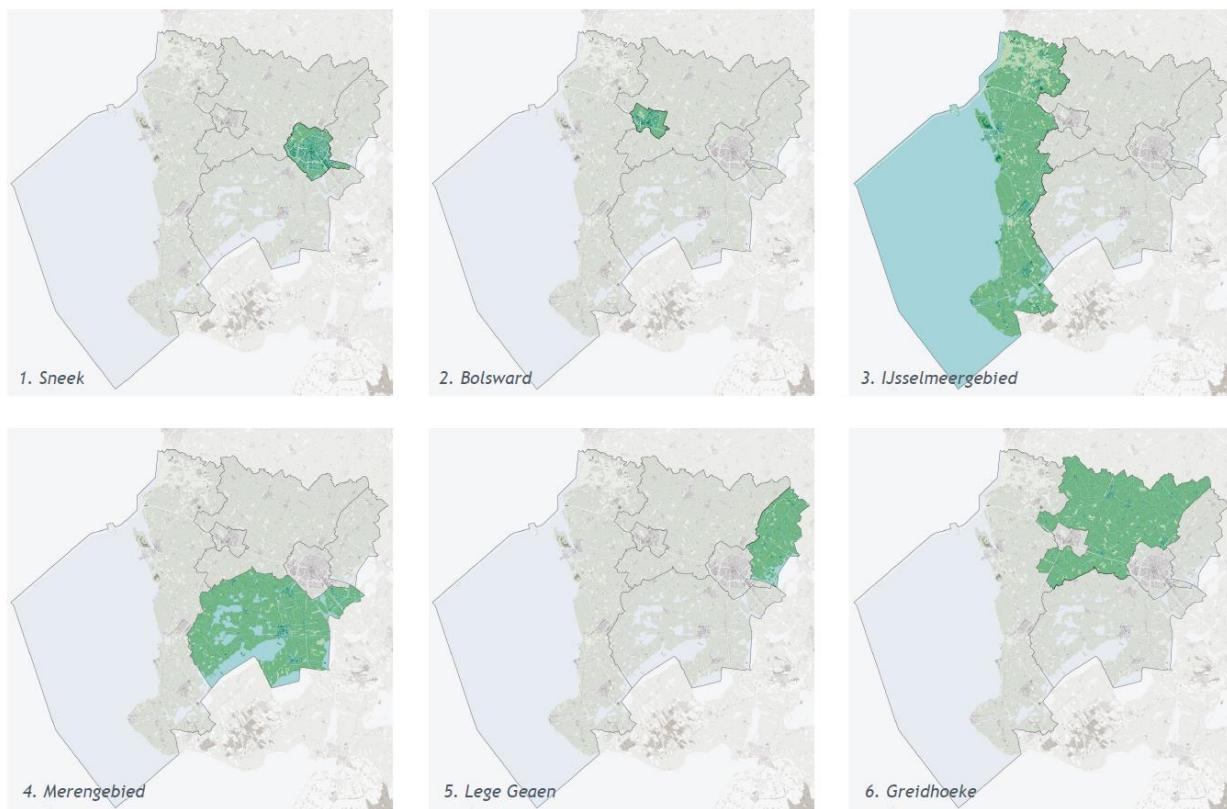 1. Sneek
2. Bolsward
3. IJsselmeergebied
4. Merengebied
5. Lege Geaen
6. Greidhoeke